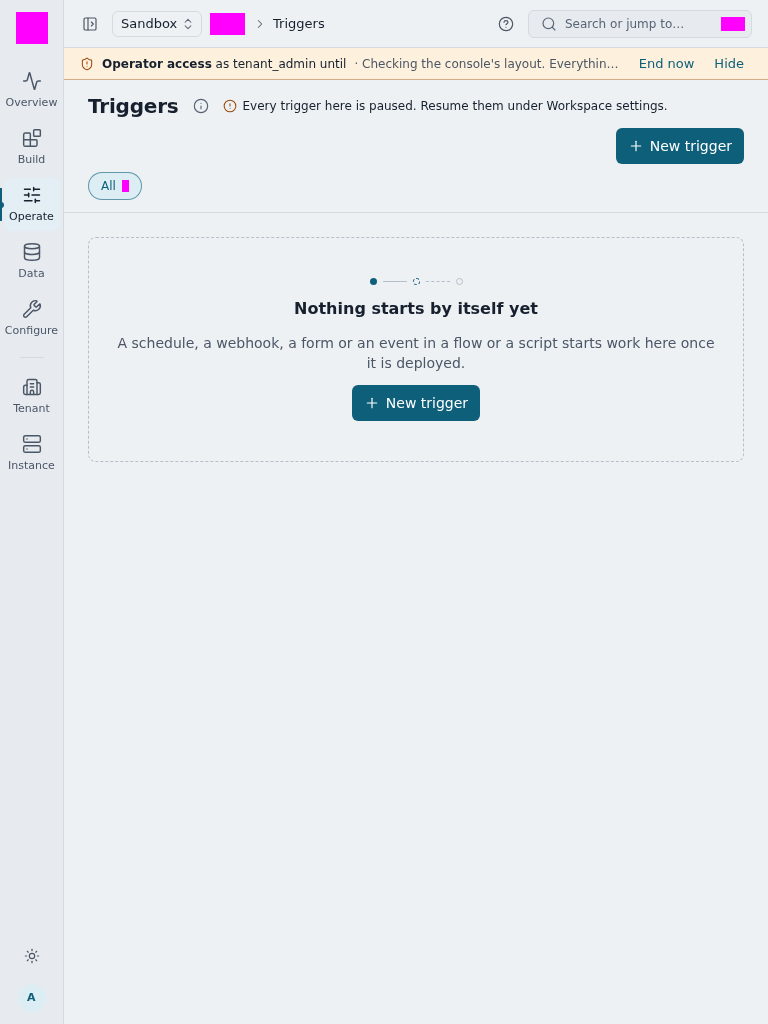 Sandbox
Triggers
Search or jump to…
Operator access as tenant_admin until · Checking the console's layout. Everythin… End now Hide
Overview
Build
Operate
Data
Configure
Tenant
Instance
A
Triggers
Every trigger here is paused. Resume them under Workspace settings.
New trigger
All
Nothing starts by itself yet
A schedule, a webhook, a form or an event in a flow or a script starts work here once
it is deployed.
New trigger